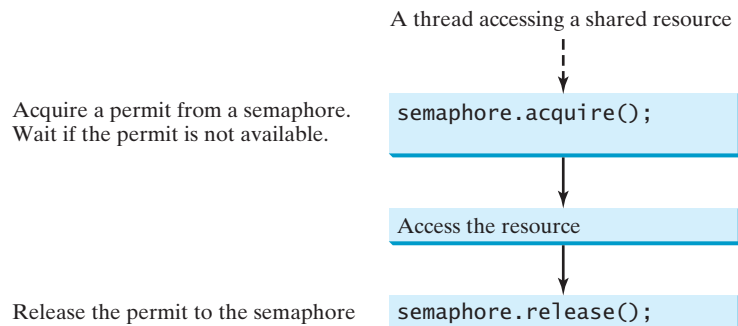 A thread accessing a shared resource
Acquire a permit from a semaphore.
Wait if the permit is not available.
semaphore.acquire();
Access the resource
Release the permit to the semaphore
semaphore.release();